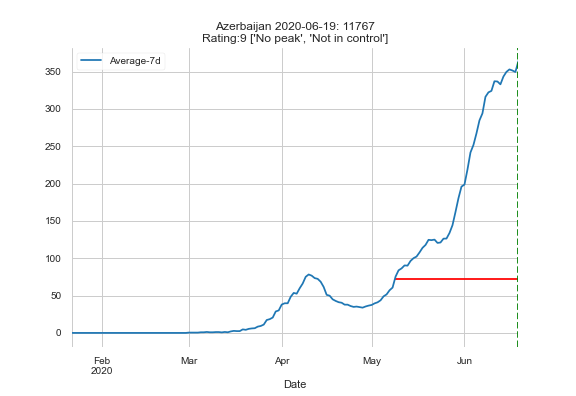 Azerbaijan 2020-06-19: 11767
Rating:9 ['No peak', 'Not in control']
Average-7d
350
300
250
200
150
100
50
0
Feb
2020
Mar
Apr
May
Jun
Date